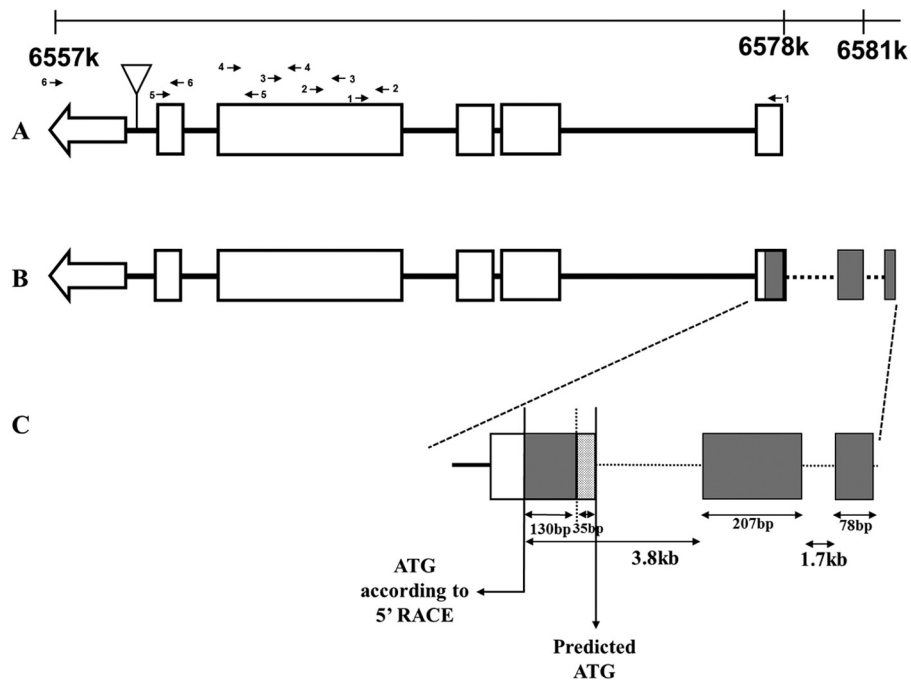 6557k
6578k
6581k
6
4
4
3
3
6
5
5
2
2
1
1
A
B
C
130bp
35bp
207bp
78bp
3.8kb
1.7kb
ATG
according to
5' RACE
Predicted
ATG